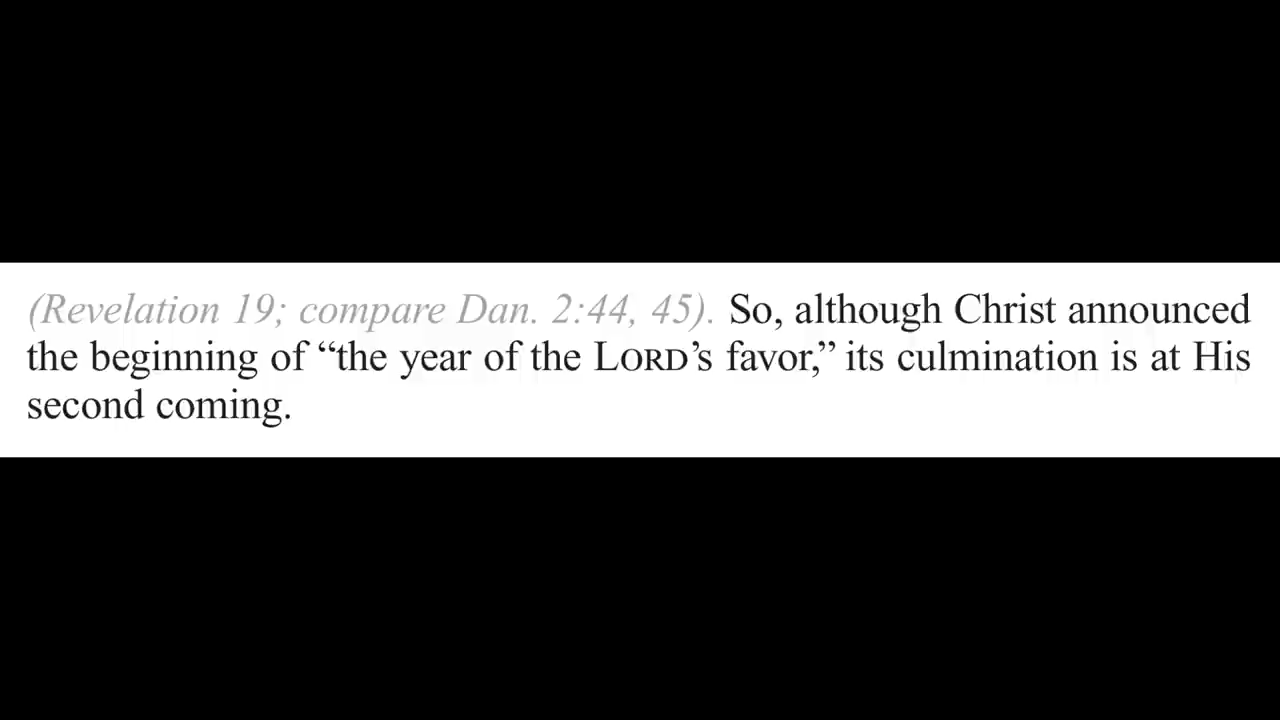 (Revelation 19; compare Dan. 2:44, 45). So, although Christ announced
the beginning of “the year of the LORD’s favor,” its culmination is at His
second coming.